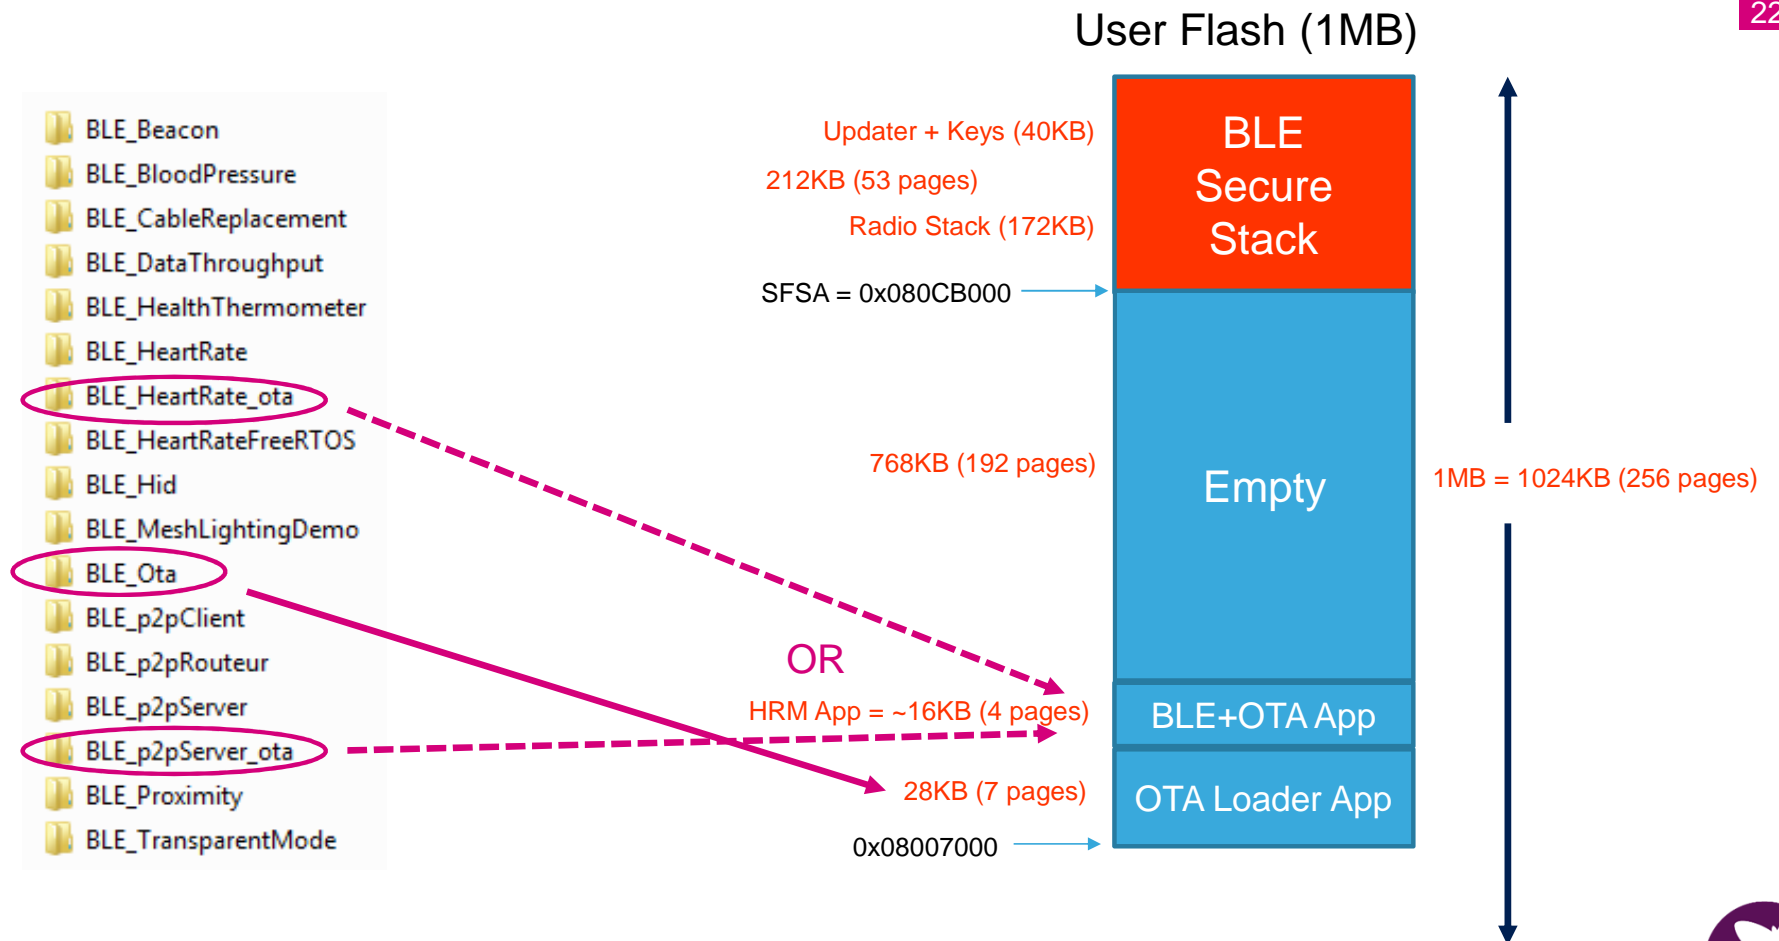 22
User Flash (1MB)
BLE_Beacon
BLE_BloodPressure
BLE_CableReplacement
BLE_DataThroughput
BLE_HealthThermometer
BLE_HeartRate
BLE_HeartRate_ota
BLE_HeartRateFreeRTOS
BLE_Hid
BLE_MeshLightingDemo
BLE_Ota
BLE_p2pClient
BLE_p2pRouteur
BLE_p2pServer
BLE_p2pServer_ota
BLE_Proximity
BLE_TransparentMode
Updater + Keys (40KB)
212KB (53 pages)
Radio Stack (172KB)
SFSA = 0x080CB000
768KB (192 pages)
OR
HRM App = ~16KB (4 pages)
28KB (7 pages)
0x08007000
BLE
Secure
Stack
Empty
BLE+OTA App
OTA Loader App
1MB = 1024KB (256 pages)